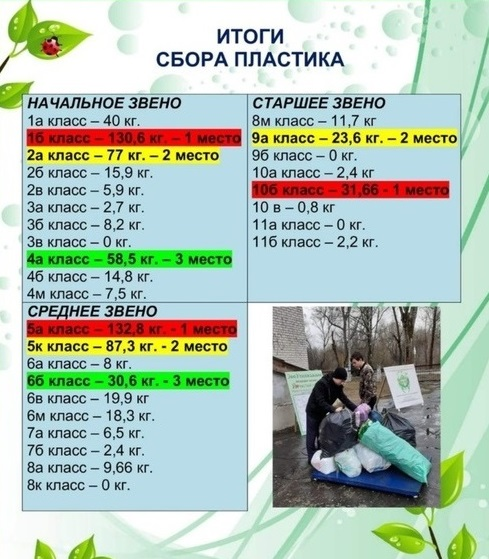 ИТОГИ
СБОРА ПЛАСТИКА
НАЧАЛЬНОЕ ЗВЕНО
1а класс – 40 кг.
1б класс – 130,6 кг. – 1 место
2а класс – 77 кг. – 2 место
2б класс – 15,9 кг.
2в класс – 5,9 кг.
3а класс – 2,7 кг.
3б класс – 8,2 кг.
3в класс – 0 кг.
4а класс – 58,5 кг. – 3 место
4б класс – 14,8 кг.
4м класс – 7,5 кг.
СРЕДНЕЕ ЗВЕНО
5а класс – 132,8 кг. - 1 место
5к класс – 87,3 кг. - 2 место
6а класс – 8 кг.
6б класс – 30,6 кг. - 3 место
6в класс – 19,9 кг
6м класс – 18,3 кг.
7а класс – 6,5 кг.
7б класс – 2,4 кг.
8а класс – 9,66 кг.
8к класс – 0 кг.
СТАРШЕЕ ЗВЕНО
8м класс – 11,7 кг
9а класс – 23,6 кг. – 2 место
9б класс – 0 кг.
10а класс – 2,4 кг
10б класс – 31,66 - 1 место
10 в – 0,8 кг
11а класс – 0 кг.
11б класс – 2,2 кг.